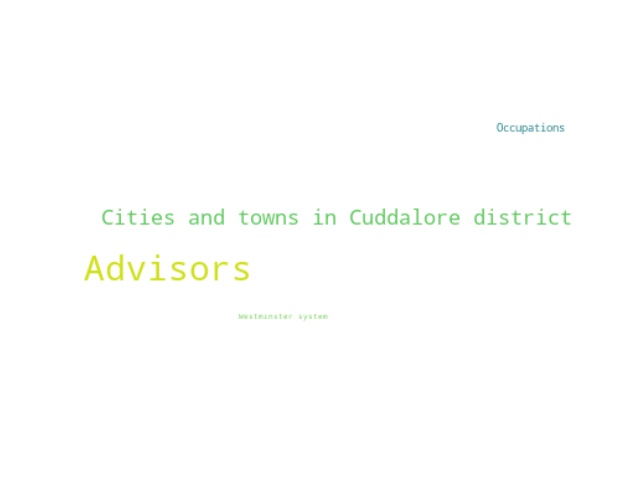 Occupations
Cities and towns in Cuddalore district
Advisors
Westminster system